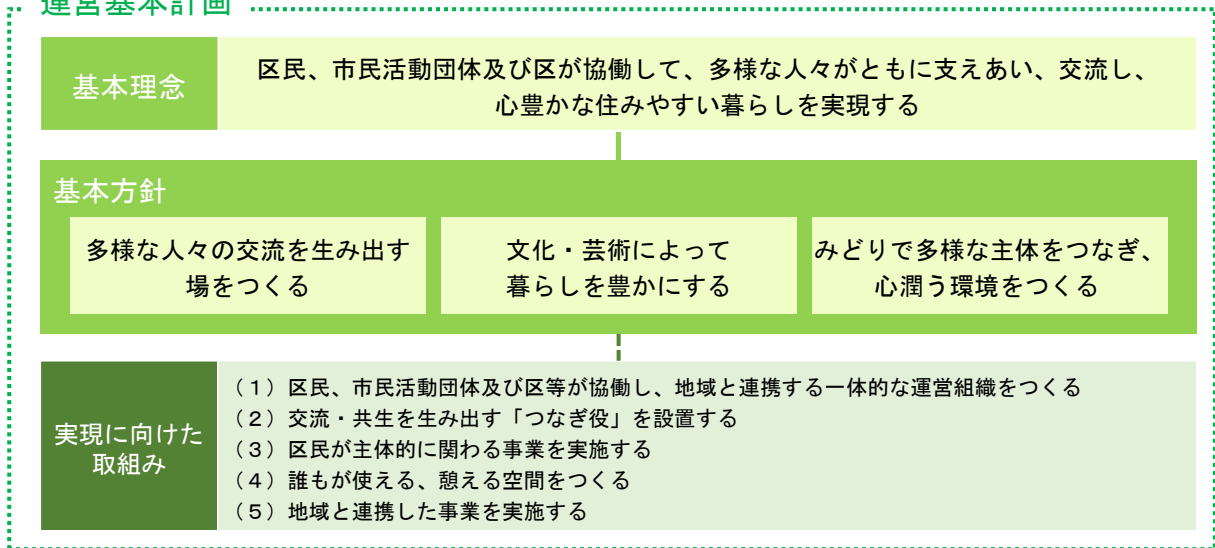 運営基本計画
基本理念
区民、市民活動団体及び区が協働して、多様な人々がともに支えあい、交流し、
心豊かな住みやすい暮らしを実現する
基本方針
多様な人々の交流を生み出す
場をつくる
文化・芸術によって
暮らしを豊かにする
みどりで多様な主体をつなぎ、
心潤う環境をつくる
実現に向けた
取組み
（１）区民、市民活動団体及び区等が協働し、地域と連携する一体的な運営組織をつくる
（２）交流・共生を生み出す「つなぎ役」を設置する
（３）区民が主体的に関わる事業を実施する
（４）誰もが使える、憩える空間をつくる
（５）地域と連携した事業を実施する